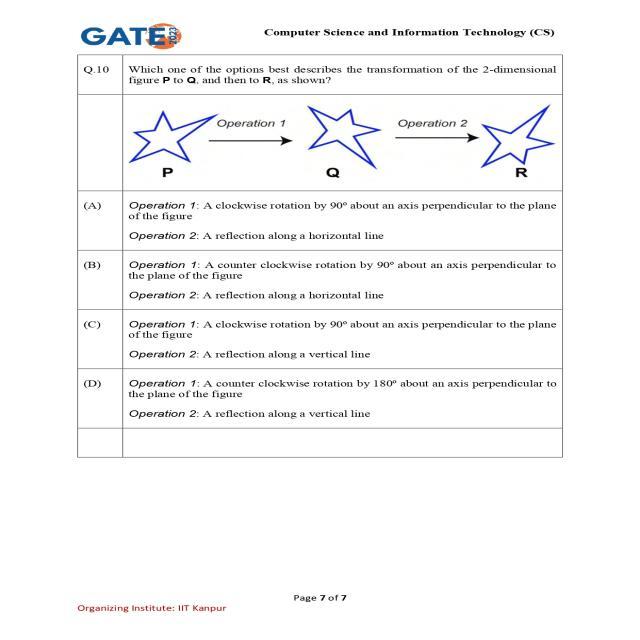 GATE 2023
Computer Science and Information Technology (CS)
Q.10
Which one of the options best describes the transformation of the 2-dimensional
figure P to Q, and then to R, as shown?
Operation 1
Operation 2
P
Q
R
(A)
Operation 1: A clockwise rotation by 90° about an axis perpendicular to the plane
of the figure
Operation 2: A reflection along a horizontal line
(B)
Operation 1: A counter clockwise rotation by 90° about an axis perpendicular to
the plane of the figure
Operation 2: A reflection along a horizontal line
(C)
Operation 1: A clockwise rotation by 90° about an axis perpendicular to the plane
of the figure
Operation 2: A reflection along a vertical line
(D)
Operation 1: A counter clockwise rotation by 180° about an axis perpendicular to
the plane of the figure
Operation 2: A reflection along a vertical line
Page 7 of 7
Organizing Institute: IIT Kanpur